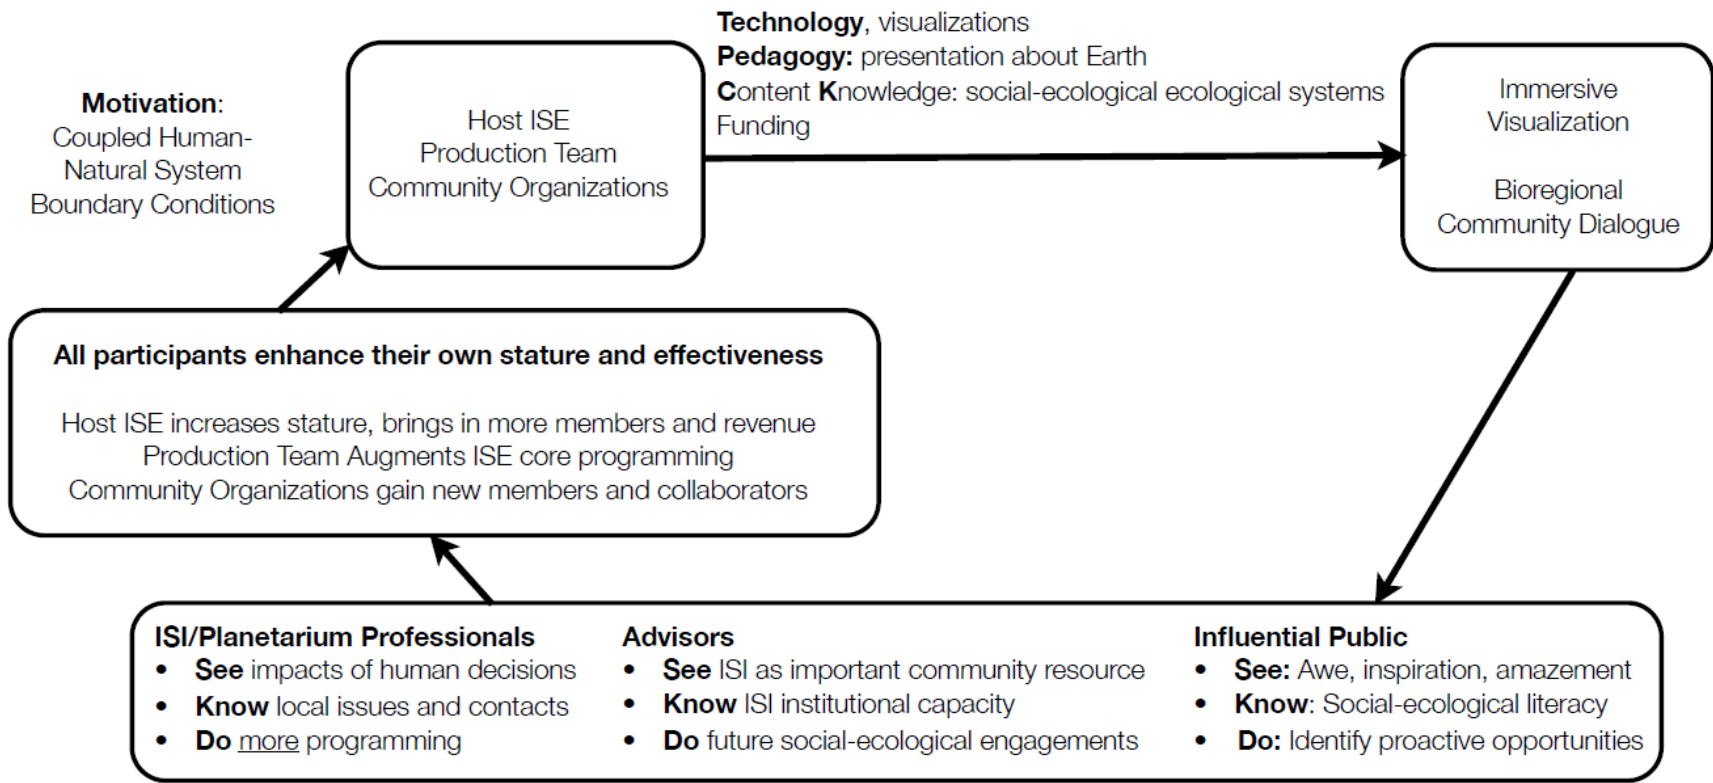 Technology, visualizations
Pedagogy: presentation about Earth
Content Knowledge: social-ecological ecological systems
Funding
Motivation:
Coupled Human-
Natural System
Boundary Conditions
Host ISE
Production Team
Community Organizations
Immersive
Visualization
Bioregional
Community Dialogue
All participants enhance their own stature and effectiveness
Host ISE increases stature, brings in more members and revenue
Production Team Augments ISE core programming
Community Organizations gain new members and collaborators
ISI/Planetarium Professionals
• See impacts of human decisions
• Know local issues and contacts
• Do more programming
Advisors
• See ISI as important community resource
• Know ISI institutional capacity
• Do future social-ecological engagements
Influential Public
• See: Awe, inspiration, amazement
• Know: Social-ecological literacy
• Do: Identify proactive opportunities